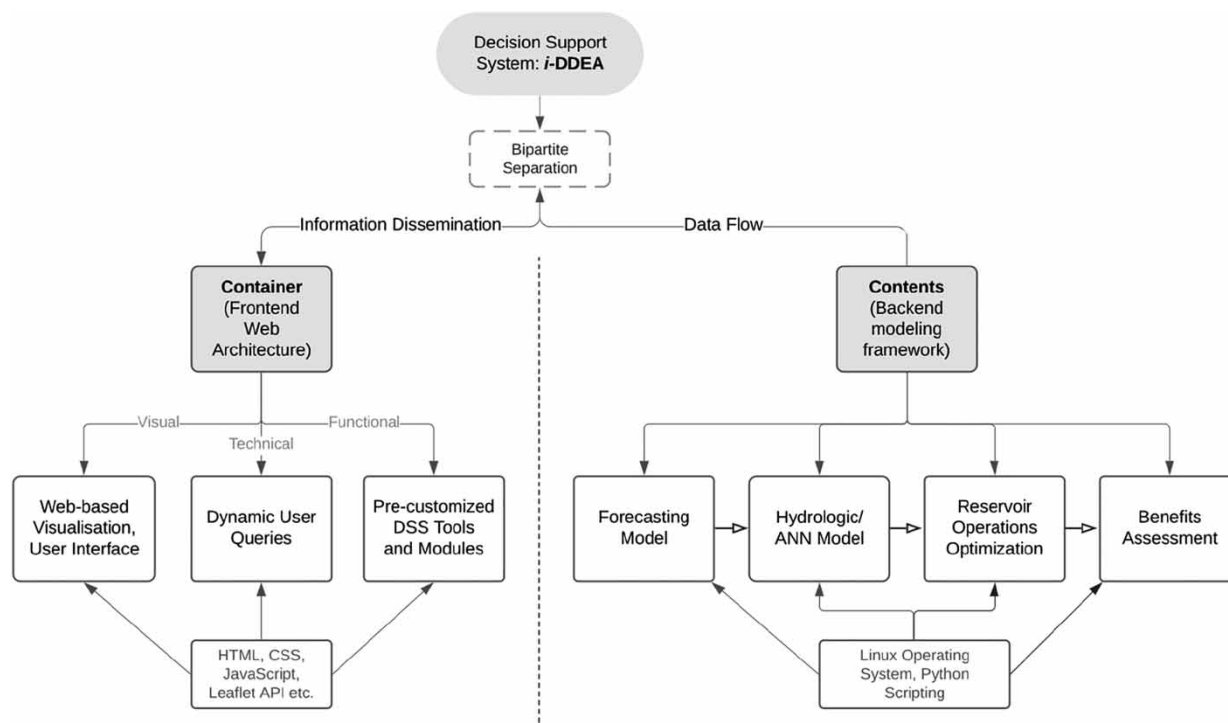 Decision Support
System: i-DDEA
Bipartite
Separation
Information Dissemination
Data Flow
Container
(Frontend
Web
Architecture)
Contents
(Backend
modeling
framework)
Visual
Technical
Functional
Web-based
Visualisation,
User Interface
Dynamic User
Queries
Pre-customized
DSS Tools
and Modules
Forecasting
Model
Hydrologic/
ANN Model
Reservoir
Operations
Optimization
Benefits
Assessment
HTML, CSS,
JavaScript,
Leaflet API etc.
Linux Operating
System, Python
Scripting